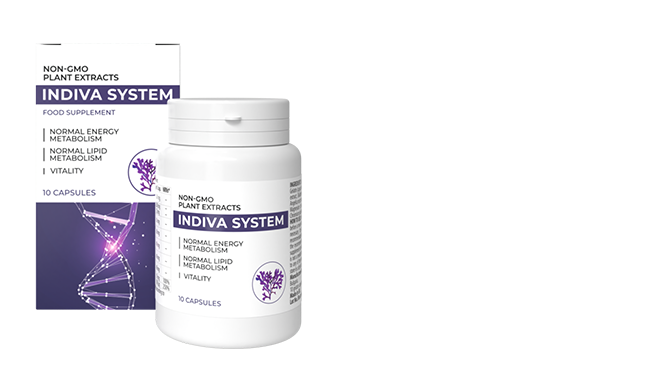 NON-GMO
PLANT EXTRACTS
INDIVA SYSTEM
FOOD SUPPLEMENT
NORMAL ENERGY
METABOLISM
NORMAL LIPID
METABOLISM
VITALITY
10 CAPSULES
NON-GMO
PLANT EXTRACTS
INDIVA SYSTEM
NORMAL ENERGY
METABOLISM
NORMAL LIPID
METABOLISM
VITALITY
10 CAPSULES